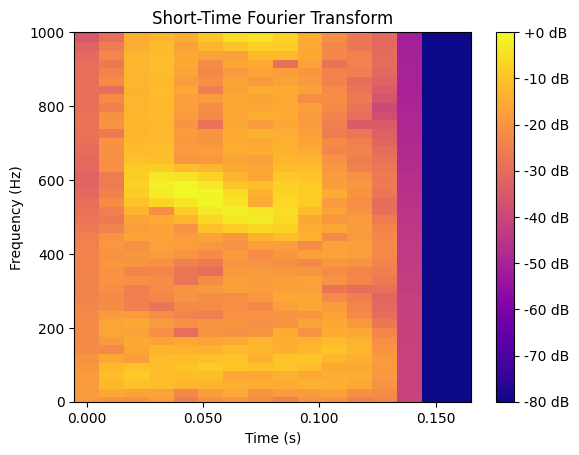 Short-Time Fourier Transform
1000
800
600
400
200
0
Frequency (Hz)
0.000
0.050
0.100
0.150
Time (s)
+0 dB
-10 dB
-20 dB
-30 dB
-40 dB
-50 dB
-60 dB
-70 dB
-80 dB